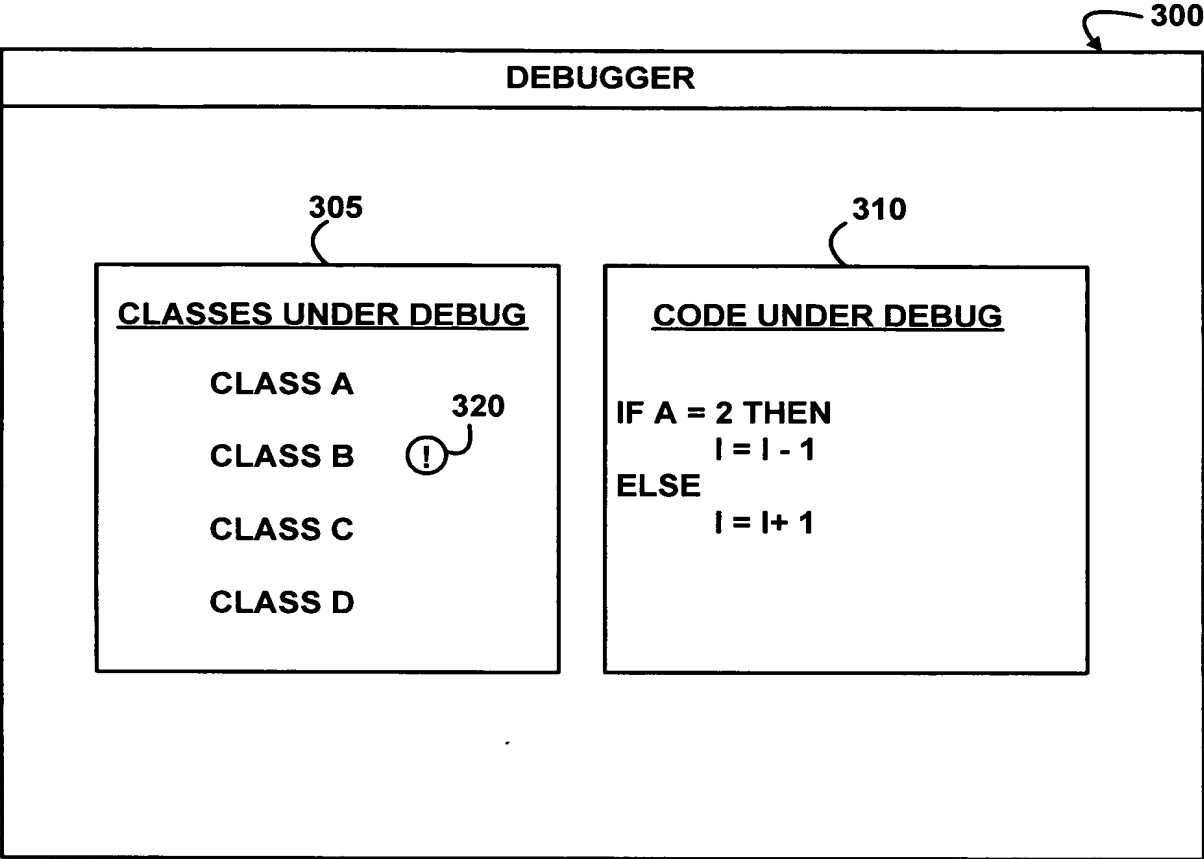 300
DEBUGGER
305
CLASSES UNDER DEBUG
CLASS A
320
CLASS B !
CLASS C
CLASS D
310
CODE UNDER DEBUG
IF A = 2 THEN
I = I - 1
ELSE
I = I+ 1